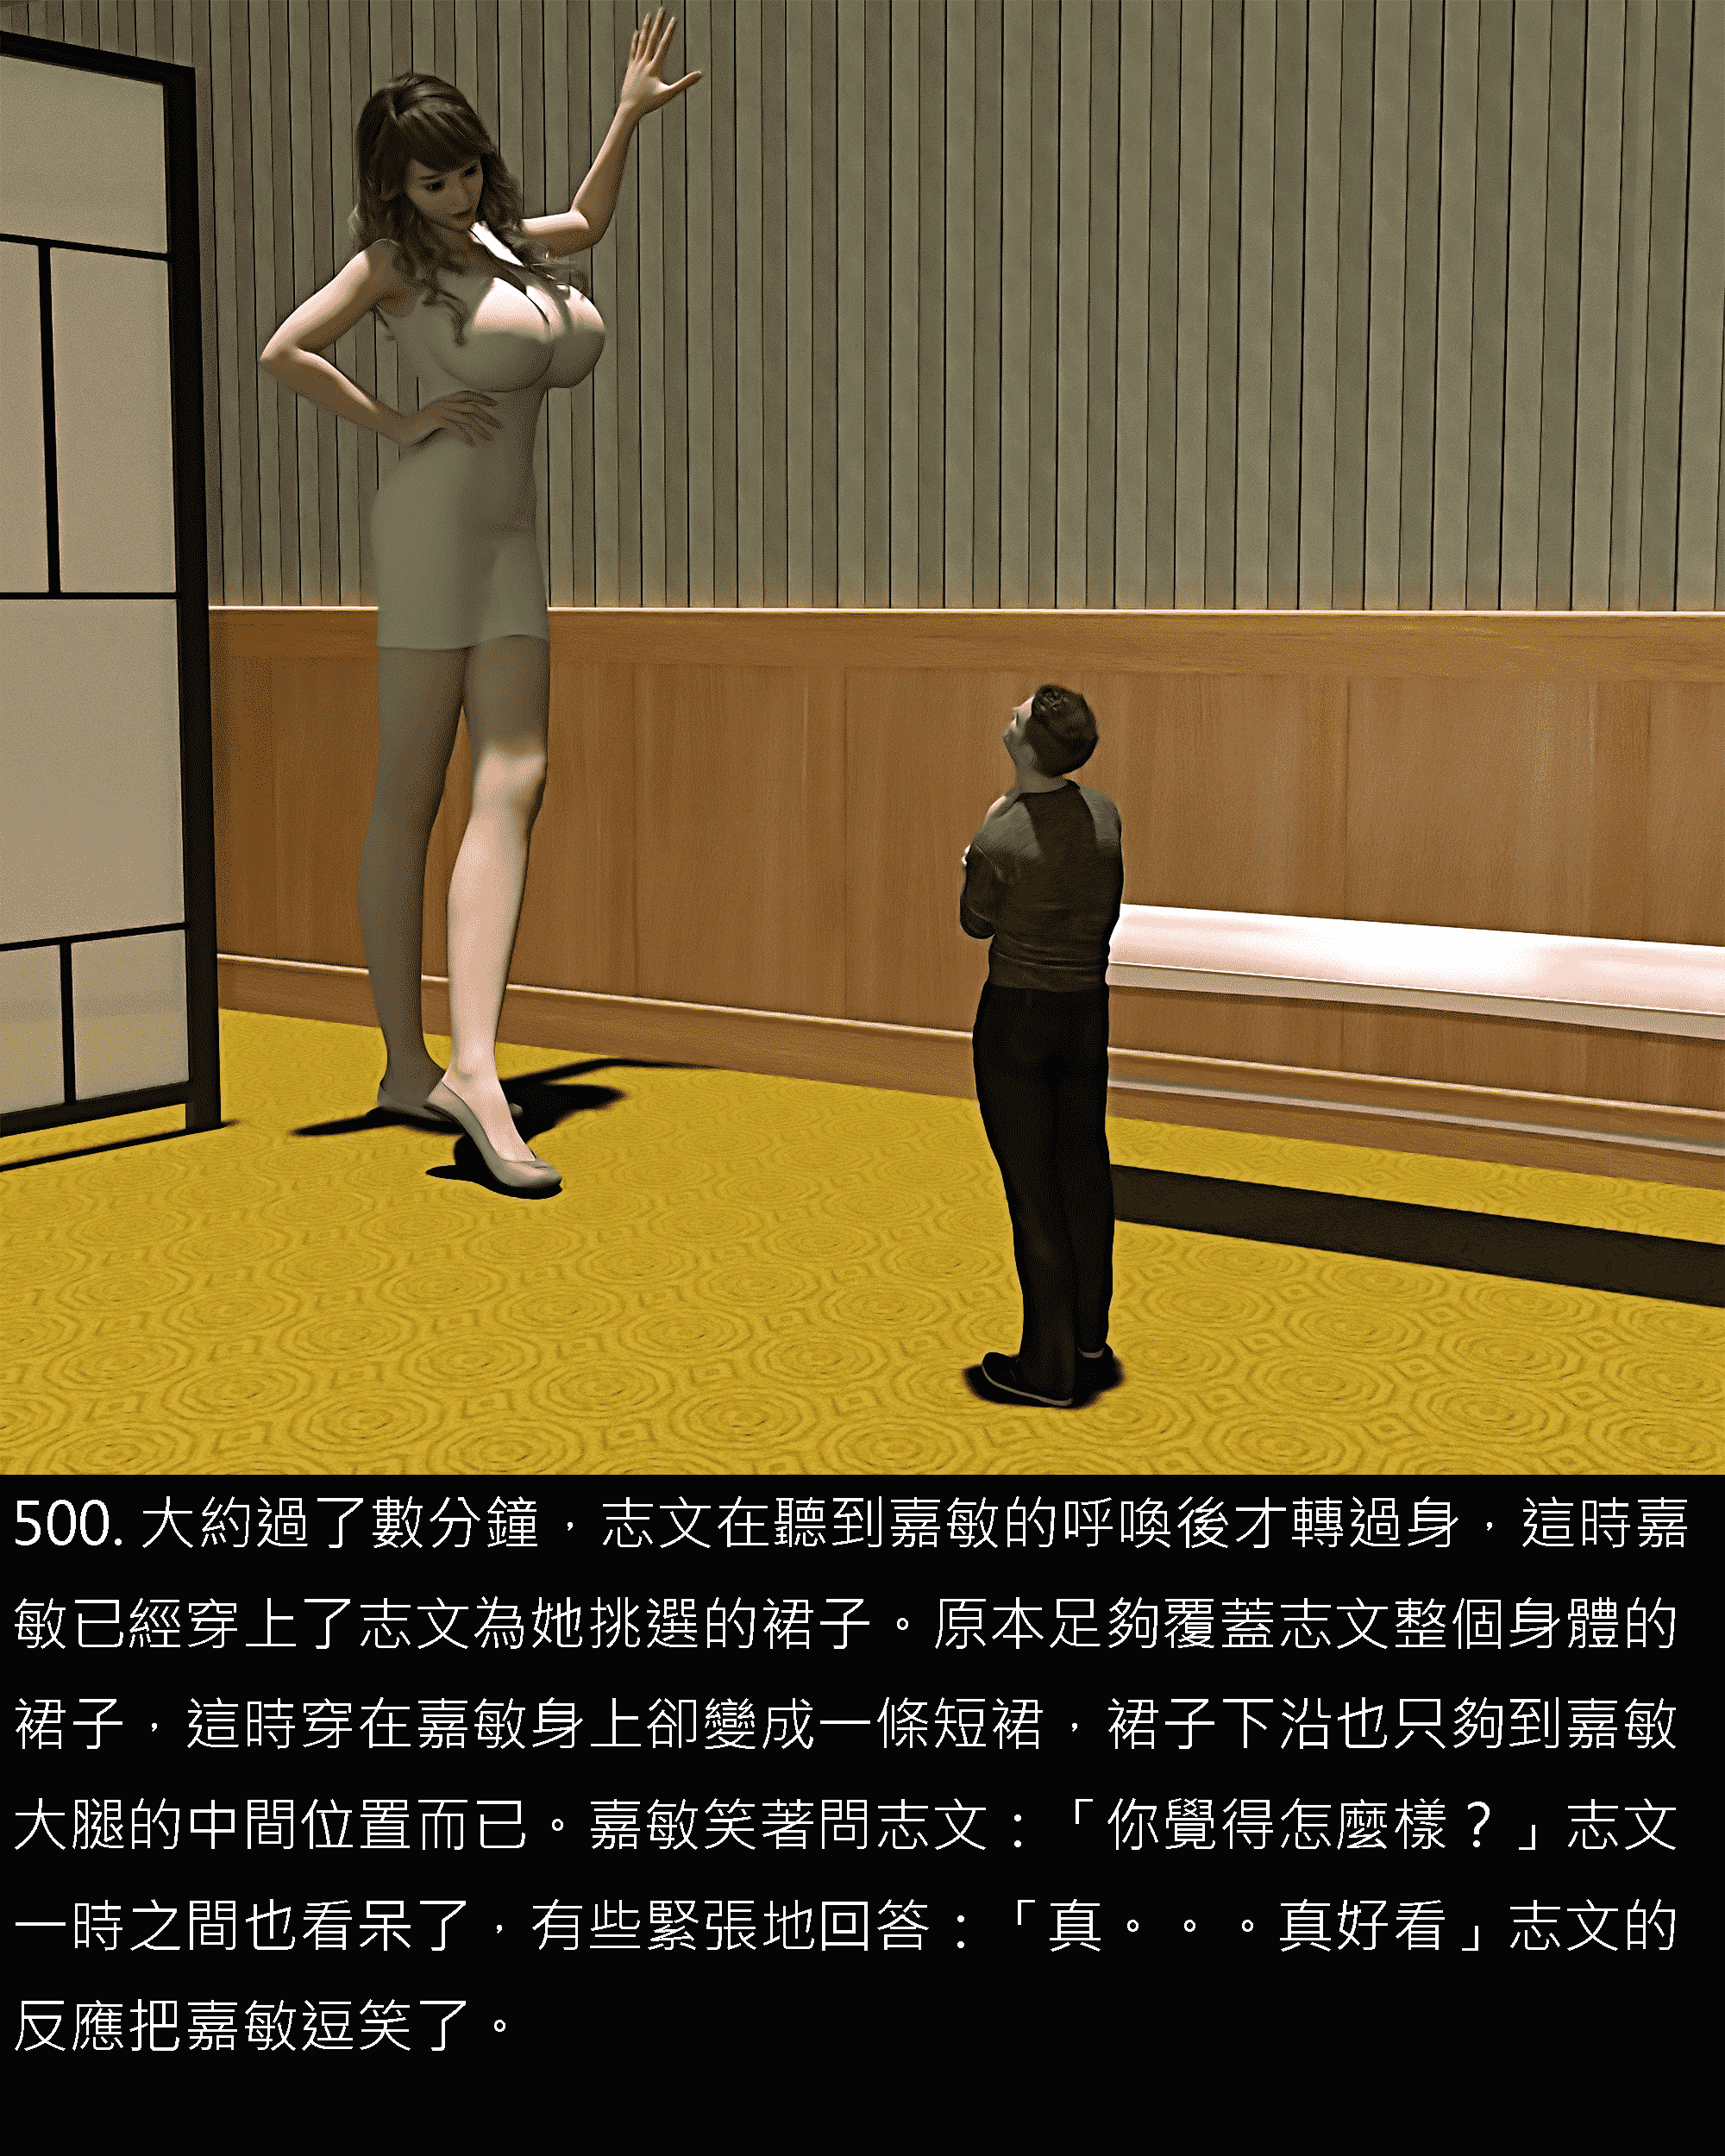 500. 大約過了數分鐘，志文在聽到嘉敏的呼喚後才轉過身，這時嘉
敏已經穿上了志文為她挑選的裙子。原本足夠覆蓋志文整個身體的
裙子，這時穿在嘉敏身上卻變成一條短裙，裙子下沿也只夠到嘉敏
大腿的中間位置而已。嘉敏笑著問志文：「你覺得怎麼樣？」志文
一時之間也看呆了，有些緊張地回答：「真。。。真好看」志文的
反應把嘉敏逗笑了。